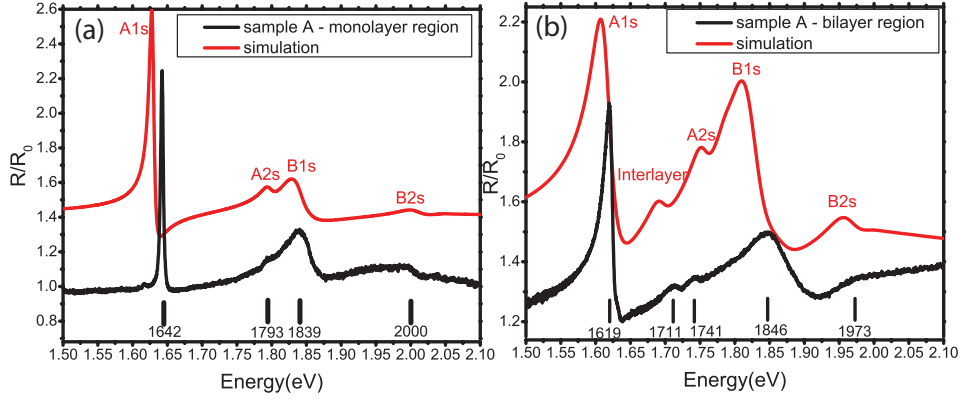 (a)
sample A - monolayer region
simulation
A1s
A2s
B1s
B2s
R/R0
2.6
2.4
2.2
2.0
1.8
1.6
1.4
1.2
1.0
0.8
1642 1793 1839 2000
1.50 1.55 1.60 1.65 1.70 1.75 1.80 1.85 1.90 1.95 2.00 2.05 2.10
Energy(eV)
(b)
sample A - bilayer region
simulation
A1s
Interlayer
A2s
B1s
B2s
R/R0
2.2
2.0
1.8
1.6
1.4
1.2
1619 1711 1741 1846 1973
1.50 1.55 1.60 1.65 1.70 1.75 1.80 1.85 1.90 1.95 2.00 2.05 2.10
Energy(eV)